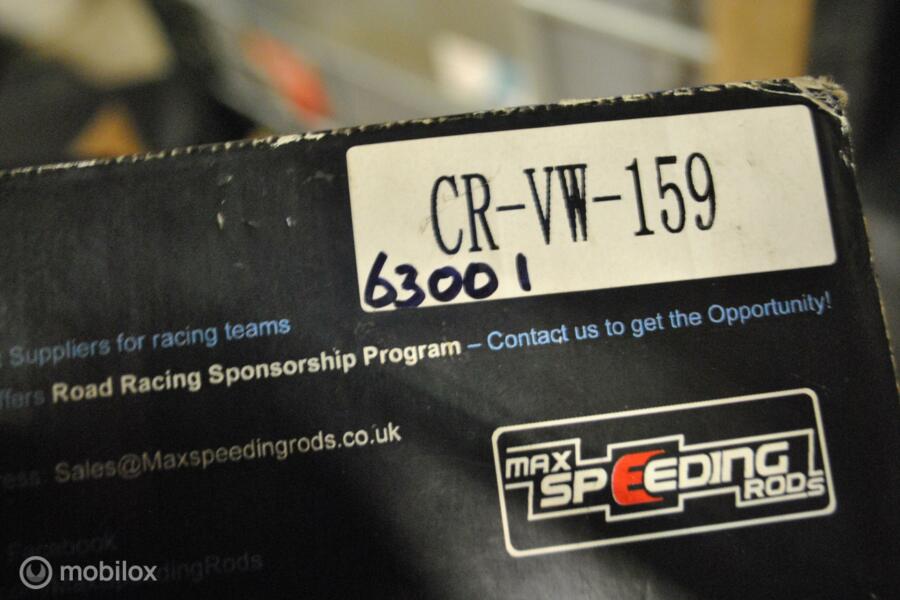 CR-VW-159
63001
Suppliers for racing teams
Road Racing Sponsorship Program – Contact us to get the Opportunity!
Sales@Maxspeedingrods.co.uk
MAX
SPEEDING
RODS
Facebook
mobilox